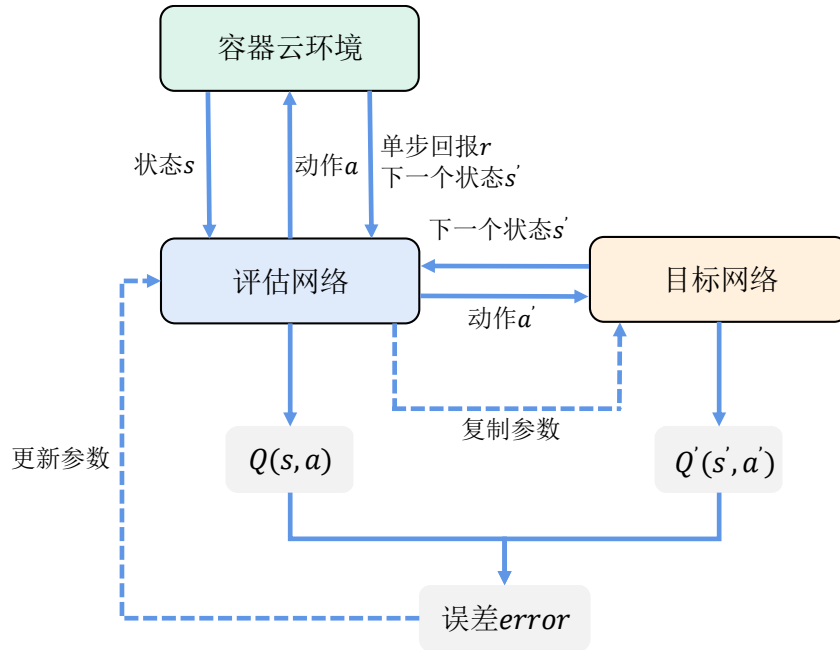 容器云环境
状态s
动作a
单步回报r
下一个状态s'
下一个状态s'
评估网络
目标网络
动作a'
复制参数
更新参数
Q(s, a)
Q'(s', a')
误差error